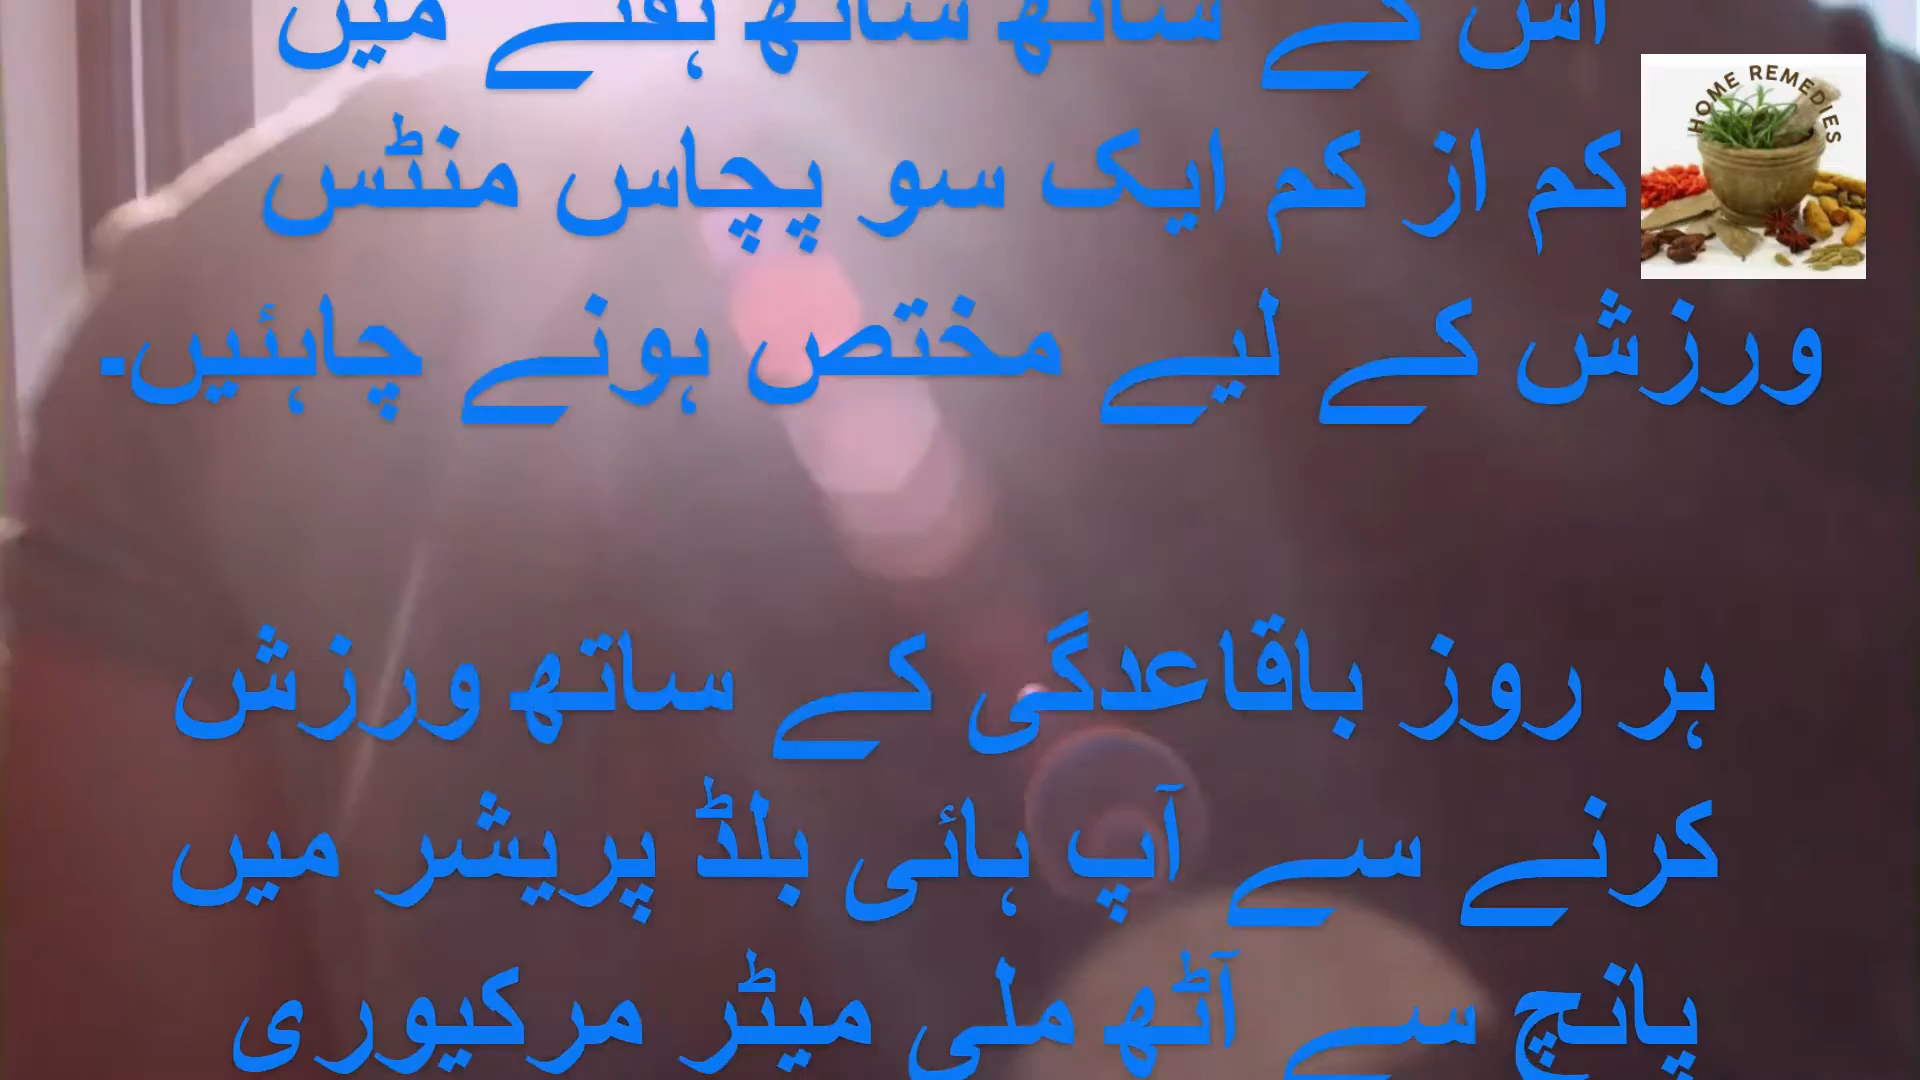 اس کے ساتھ ساتھ ہفتے میں
کم از کم ایک سو پچاس منٹس
ورزش کے لیے مختص ہونے چاہئیں.
ہر روز باقاعدگی کے ساتھ ورزش
کرنے سے آپ ہائی بلڈ پریشر میں
پانچ سے آٹھ ملی میٹر مرکیوری
HOME REMEDIES